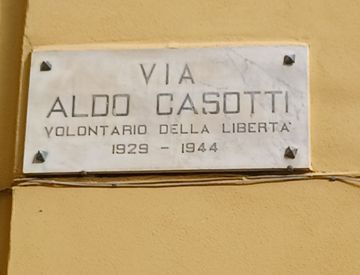 VIA
ALDO CASOTTI
VOLONTARIO DELLA LIBERTA'
1929 - 1944